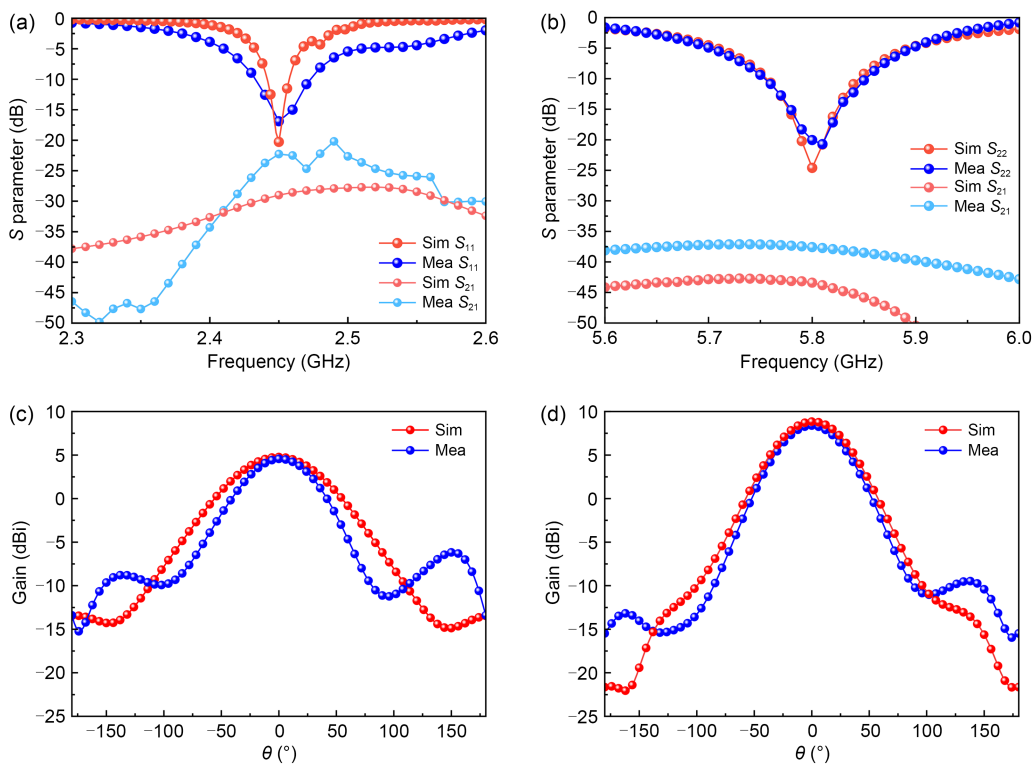 (a)
0
−5
−10
−15
−20
−25
−30
−35
−40
−45
−50
S parameter (dB)
Sim S11
Mea S11
Sim S21
Mea S21
2.3 2.4 2.5 2.6
Frequency (GHz)
(b)
0
−5
−10
−15
−20
−25
−30
−35
−40
−45
−50
S parameter (dB)
Sim S22
Mea S22
Sim S21
Mea S21
5.6 5.7 5.8 5.9 6.0
Frequency (GHz)
(c)
10
5
0
−5
−10
−15
−20
−25
Gain (dBi)
Sim
Mea
−150 −100 −50 0 50 100 150
θ (°)
(d)
10
5
0
−5
−10
−15
−20
−25
Gain (dBi)
Sim
Mea
−150 −100 −50 0 50 100 150
θ (°)